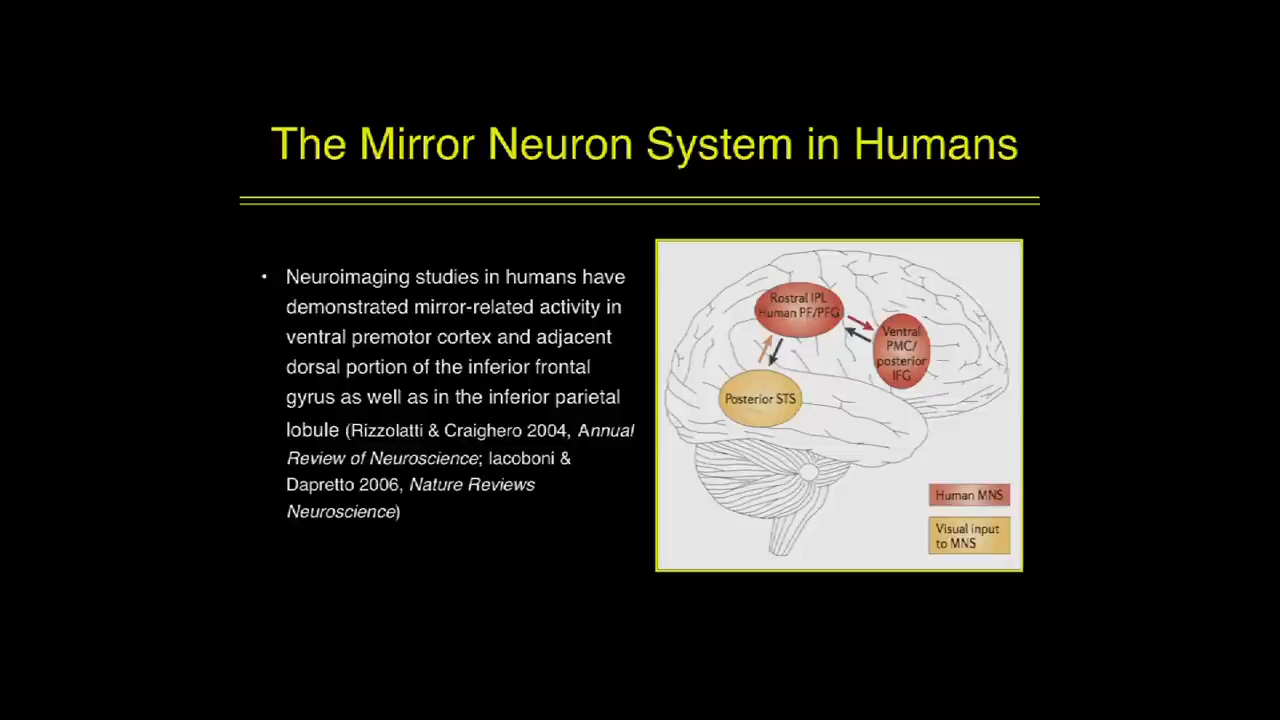 The Mirror Neuron System in Humans
• Neuroimaging studies in humans have
demonstrated mirror-related activity in
ventral premotor cortex and adjacent
dorsal portion of the inferior frontal
gyrus as well as in the inferior parietal
lobule (Rizzolatti & Craighero 2004, Annual
Review of Neuroscience; Iacoboni &
Dapretto 2006, Nature Reviews
Neuroscience)
Rostral IPL
Human PF/PFG
Ventral
PMC/
posterior
IFG
Posterior STS
Human MNS
Visual input
to MNS